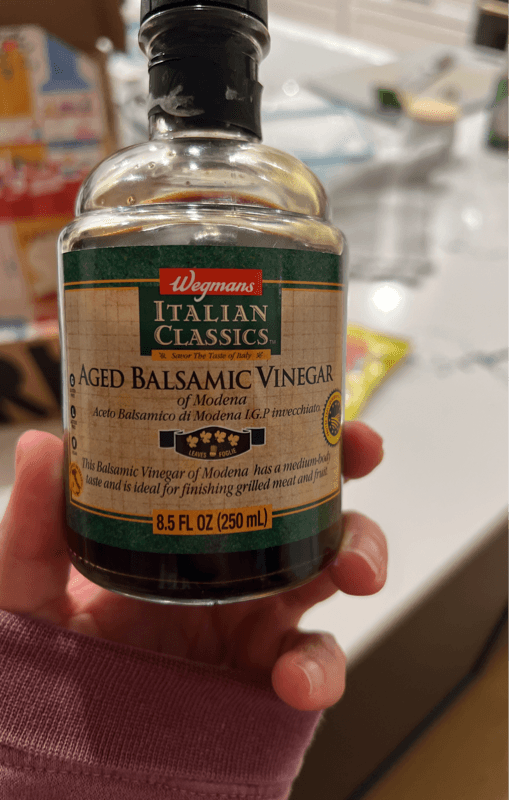 Wegmans
ITALIAN
CLASSICS™
Savor The Taste of Italy
AGED BALSAMIC VINEGAR
of Modena
Aceto Balsamico di Modena I.G.P invecchiato
LEAVES FOGLIE
This Balsamic Vinegar of Modena has a medium-body
taste and is ideal for finishing grilled meat and fruit.
8.5 FL OZ (250 mL)